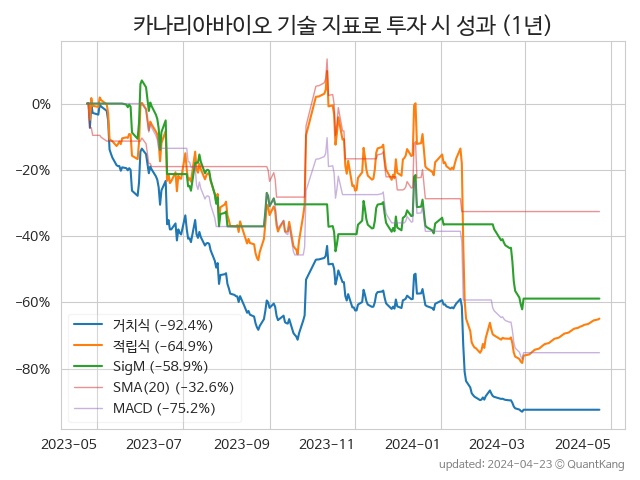 카나리아바이오 기술 지표로 투자 시 성과 (1년)
0%
−20%
−40%
−60%
−80%
거치식 (−92.4%)
적립식 (−64.9%)
SigM (−58.9%)
SMA(20) (−32.6%)
MACD (−75.2%)
2023-05 2023-07 2023-09 2023-11 2024-01 2024-03 2024-05
updated: 2024-04-23 ⓒ QuantKang